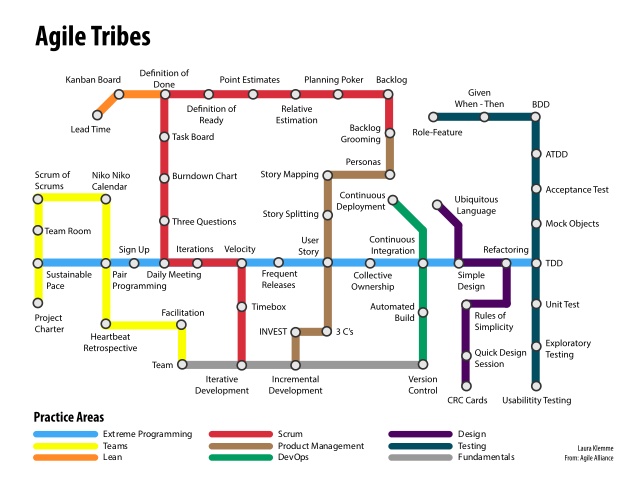 Agile Tribes
Kanban Board
Definition of
Done
Point Estimates
Planning Poker
Backlog
Given
When - Then
BDD
Lead Time
Definition of
Ready
Relative
Estimation
Backlog
Grooming
Role-Feature
Task Board
ATDD
Personas
Scrum of
Scrums
Niko Niko
Calendar
Burndown Chart
Story Mapping
Acceptance Test
Continuous
Deployment
Ubiquitous
Language
Team Room
Three Questions
Story Splitting
Mock Objects
Sign Up
Iterations
Velocity
User
Story
Continuous
Integration
Refactoring
Sustainable
Pace
Pair
Programming
Daily Meeting
Frequent
Releases
Collective
Ownership
Simple
Design
TDD
Project
Charter
Facilitation
Timebox
Automated
Build
Rules of
Simplicity
Unit Test
Heartbeat
Retrospective
INVEST
3 C's
Quick Design
Session
Exploratory
Testing
Team
Iterative
Development
Incremental
Development
Version
Control
CRC Cards
Usabitility Testing
Practice Areas
Extreme Programming
Scrum
Design
Teams
Product Management
Testing
Lean
DevOps
Fundamentals
Laura Klemme
From: Agile Alliance